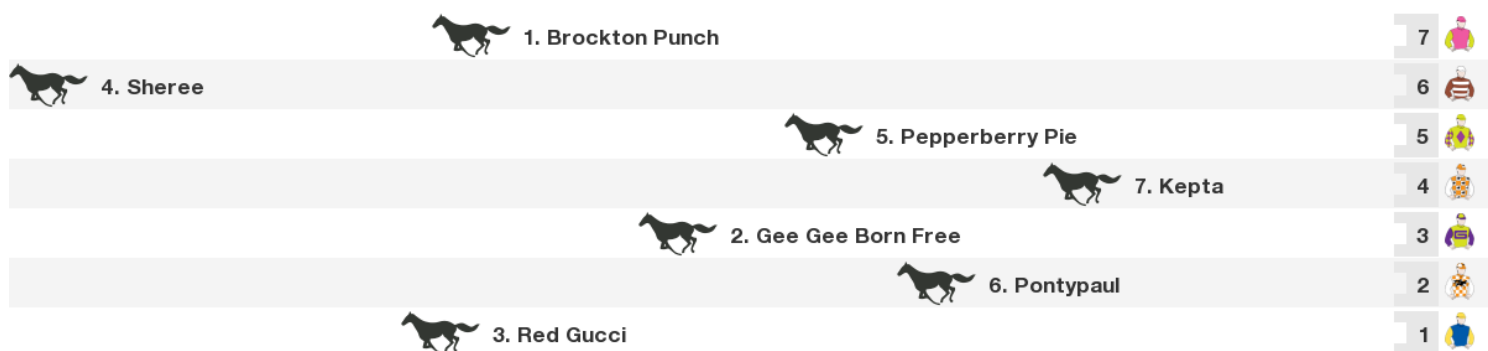 1. Brockton Punch 7
4. Sheree 6
5. Pepperberry Pie 5
7. Kepta 4
2. Gee Gee Born Free 3
6. Pontypaul 2
3. Red Gucci 1